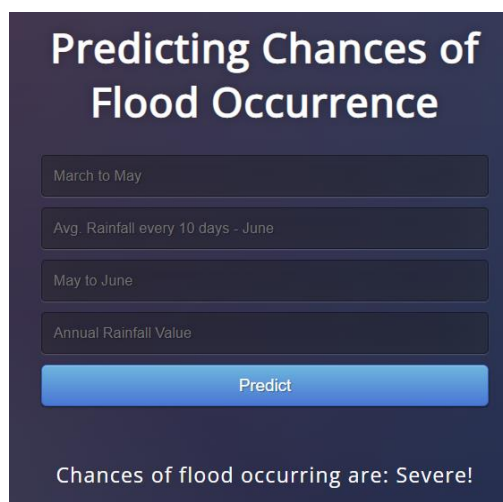 Predicting Chances of
Flood Occurrence
March to May
Avg. Rainfall every 10 days - June
May to June
Annual Rainfall Value
Predict
Chances of flood occurring are: Severe!